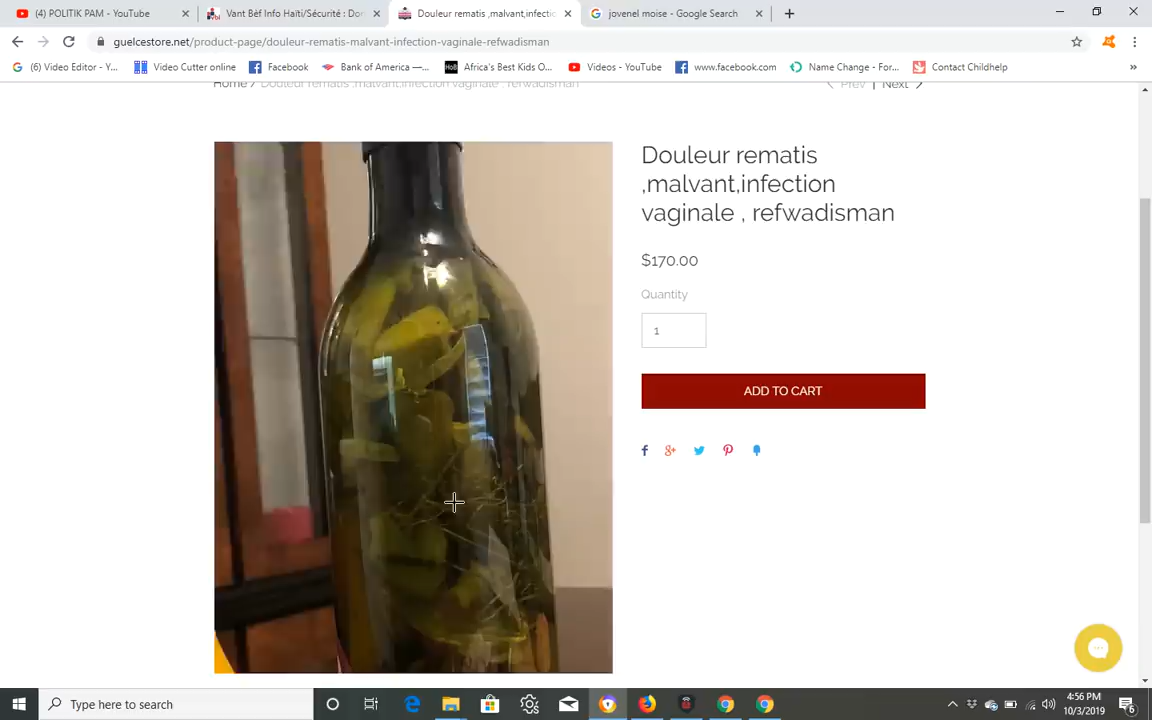 (4) POLITIK PAM - YouTube
Vant Bèf Info Haïti/Sécurité : Dor
Douleur rematis ,malvant,infectio
jovenel moise - Google Search
guelcestore.net/product-page/douleur-rematis-malvant-infection-vaginale-refwadisman
(6) Video Editor - Y...
Video Cutter online
Facebook
Bank of America —...
Africa's Best Kids O...
Videos - YouTube
www.facebook.com
Name Change - For...
Contact Childhelp
»
Home / Douleur rematis ,malvant,infection vaginale , refwadisman
Prev | Next
Douleur rematis
,malvant,infection
vaginale , refwadisman
$170.00
Quantity
1
ADD TO CART
Type here to search
4:56 PM
10/3/2019
6